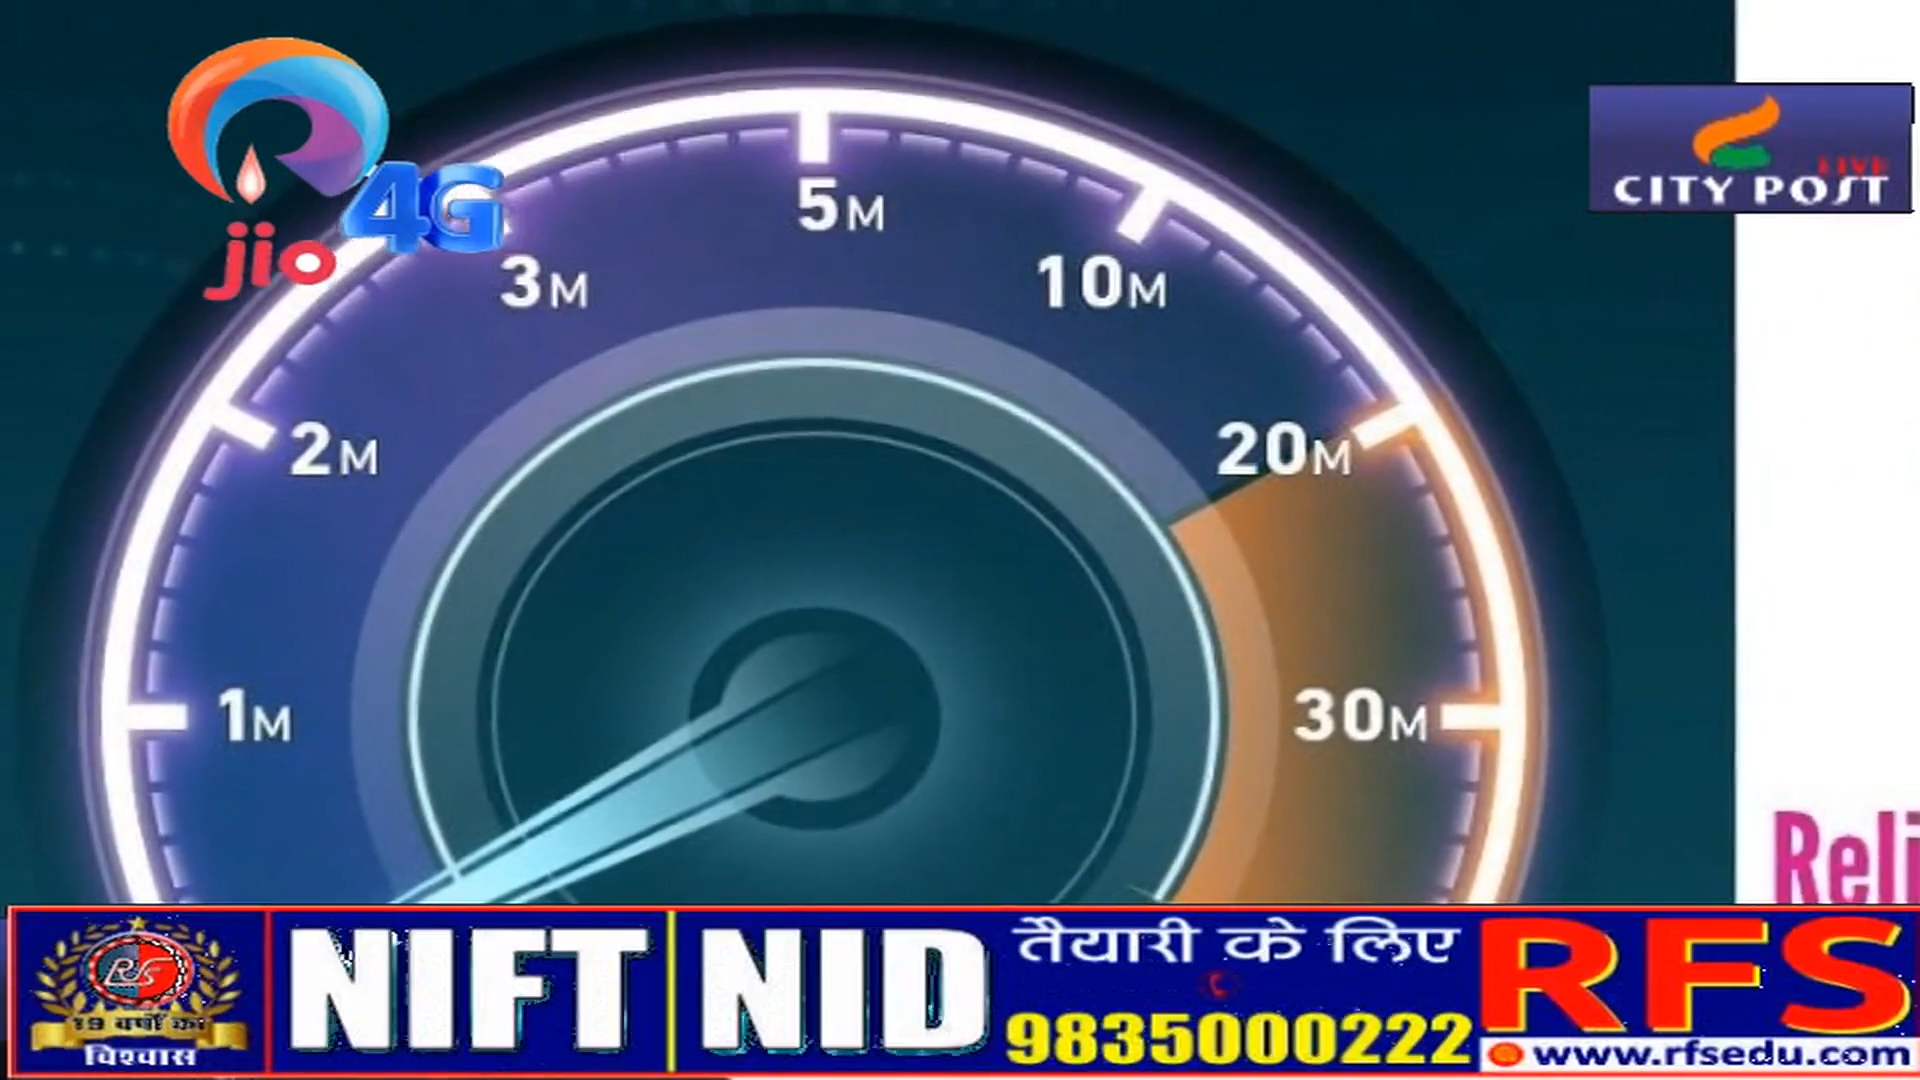 jio 4G
LIVE
CITY POST
5M
3M
10M
2M
20M
1M
30M
Reli
RFS
19 वर्षों का
विश्वास
NIFT
NID
तैयारी के लिए
9835000222
RFS
www.rfsedu.com